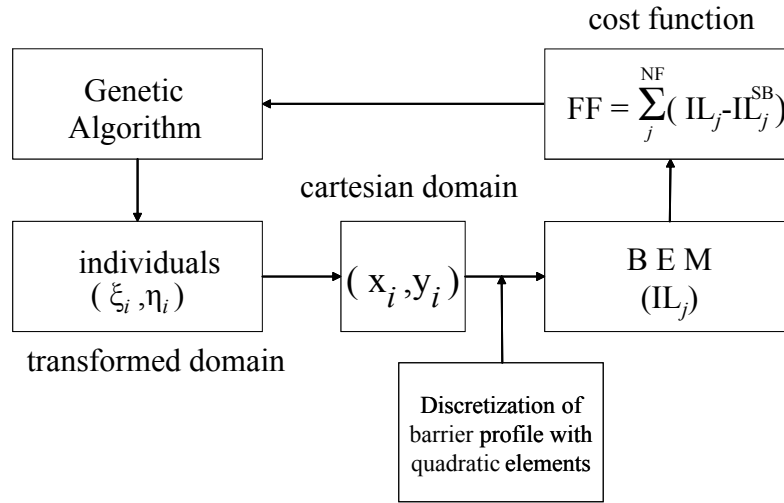 cost function
Genetic
Algorithm
NF
FF = ∑ ( IL_j-IL_j^SB)
j
cartesian domain
individuals
( ξ_i ,η_i )
( x_i ,y_i )
B E M
(IL_j)
transformed domain
Discretization of
barrier profile with
quadratic elements